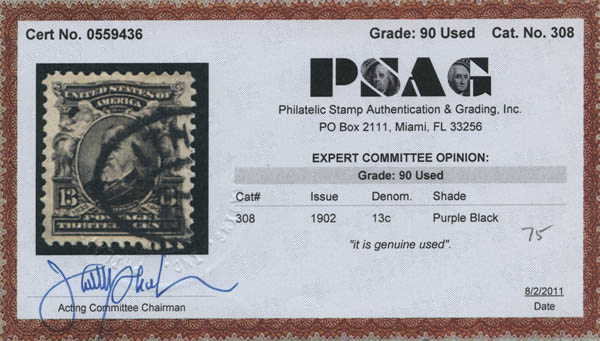 Cert No. 0559436
Grade: 90 Used Cat. No. 308
PSAG
Philatelic Stamp Authentication & Grading, Inc.
PO Box 2111, Miami, FL 33256
EXPERT COMMITTEE OPINION:
Grade: 90 Used
Cat# Issue Denom. Shade
308 1902 13c Purple Black
"it is genuine used".
75
UNITED STATES OF
AMERICA
13
POSTAGE
THIRTEEN CENTS
Acting Committee Chairman
8/2/2011
Date